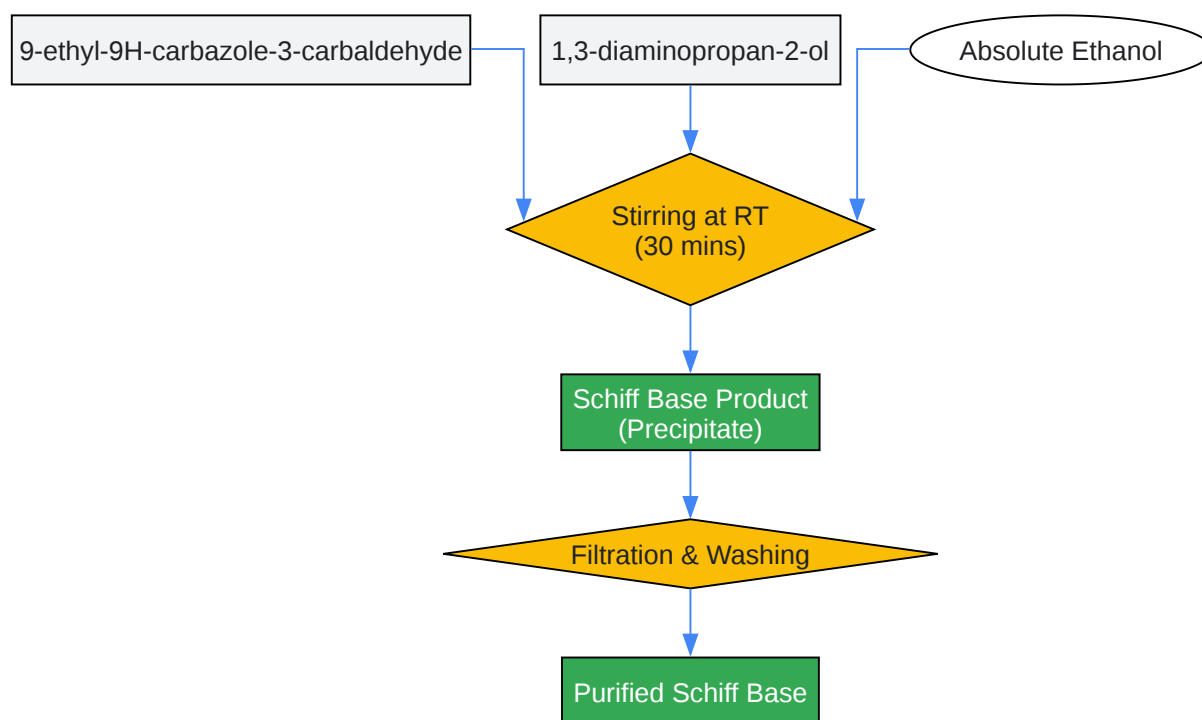 9-ethyl-9H-carbazole-3-carbaldehyde
1,3-diaminopropan-2-ol
Absolute Ethanol
Stirring at RT
(30 mins)
Schiff Base Product
(Precipitate)
Filtration & Washing
Purified Schiff Base